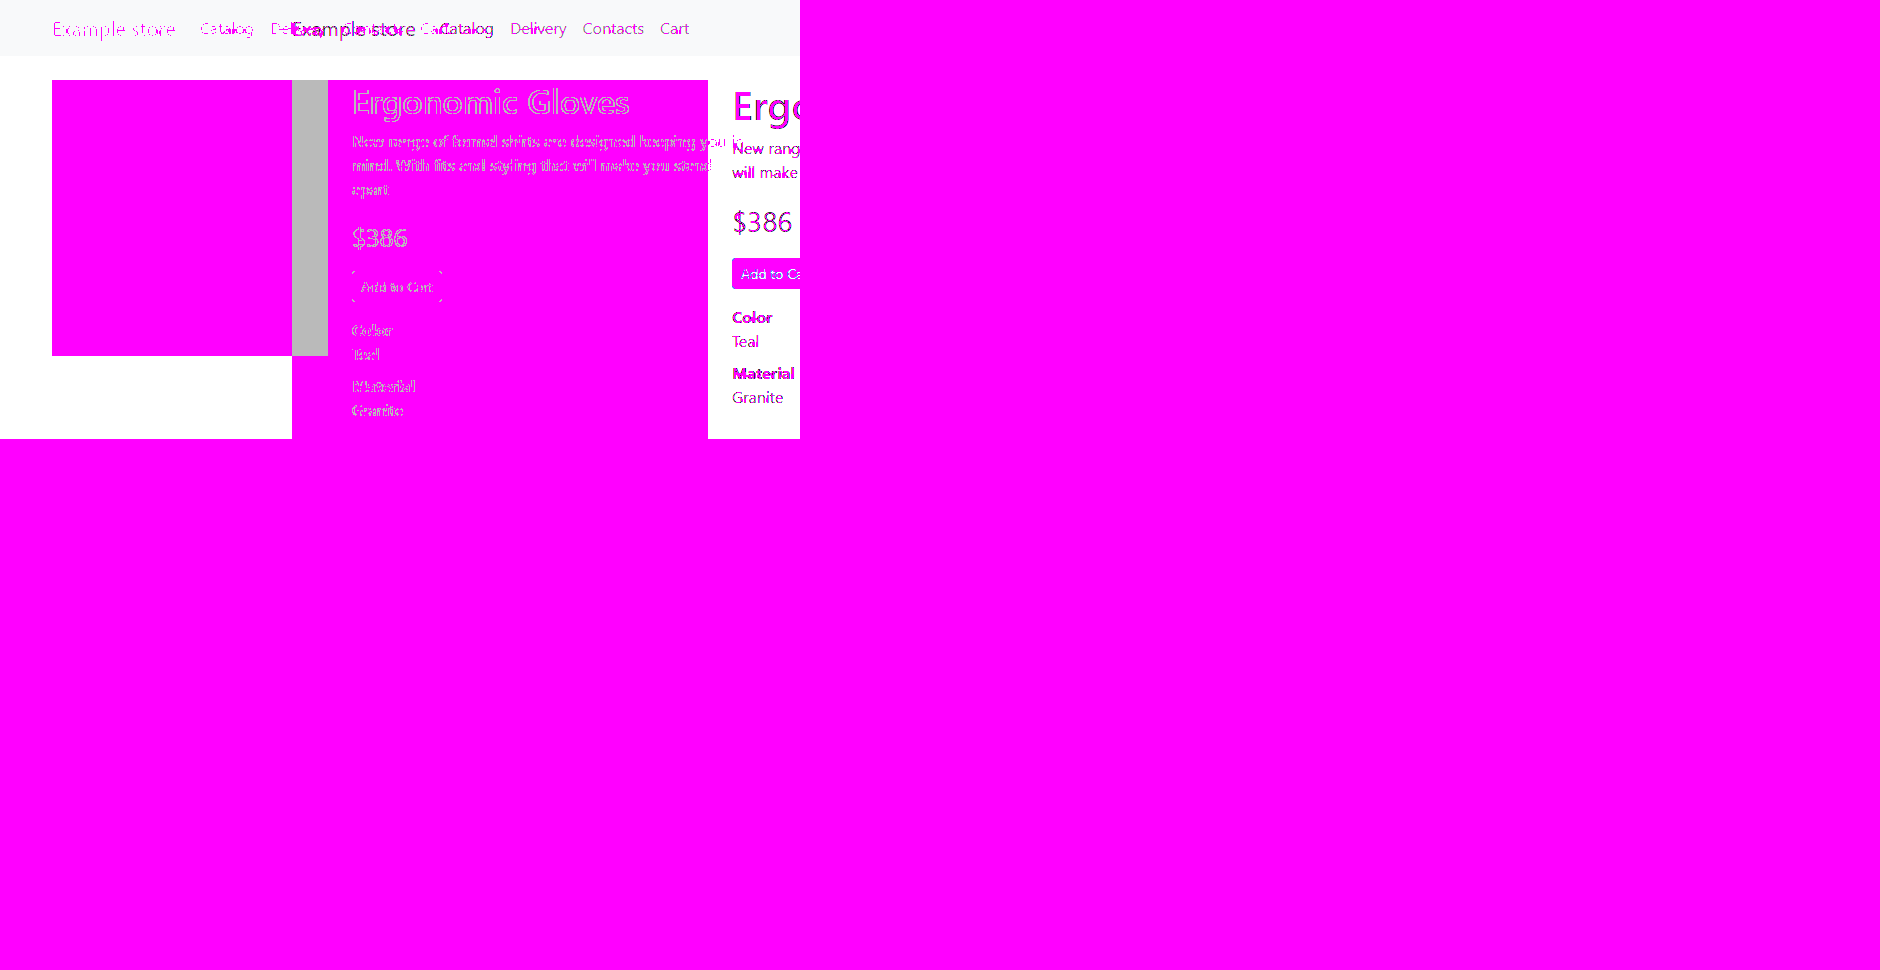 Example store Catalog Delivery Contacts Cart
Example store Catalog Delivery Contacts Cart
Ergonomic Gloves
New range of formal shirts are designed keeping you in
mind. With fits and styling that will make you stand
apart
$386
Add to Cart
Color
Teal
Material
Granite
Ergo
New rang
will make
$386
Add to Ca
Color
Teal
Material
Granite